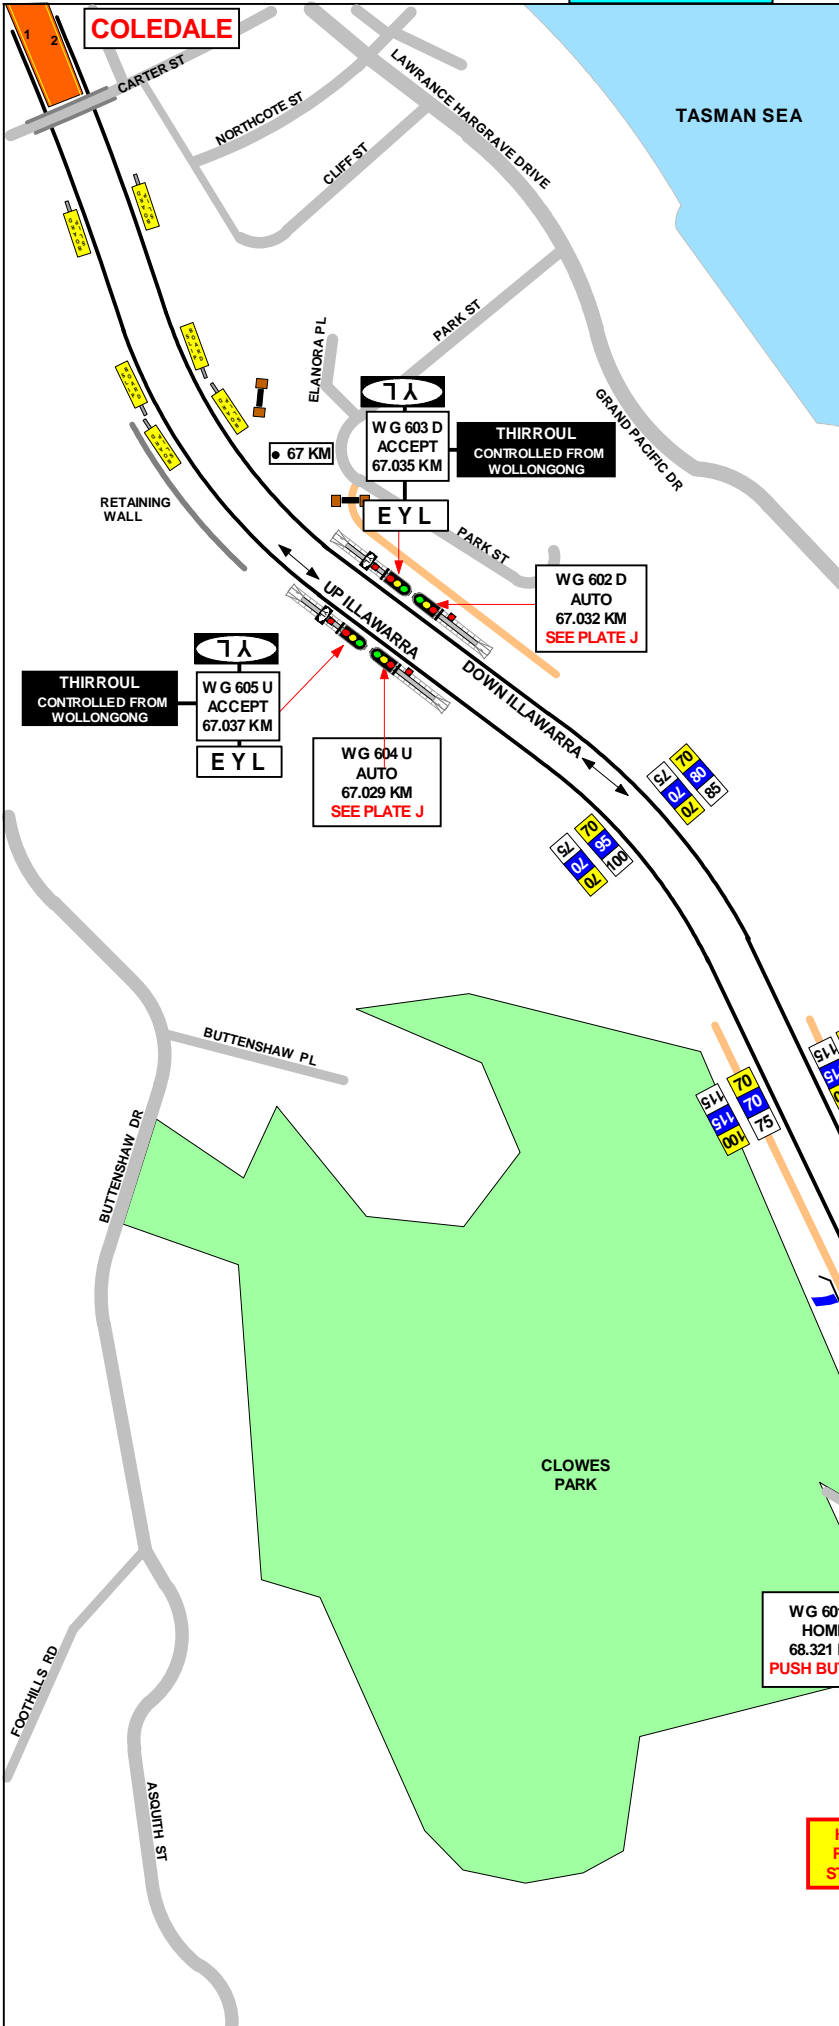 COLEDALE
1
2
CARTER ST
NORTHCOTE ST
CLIFF ST
LAWRANCE HARGRAVE DRIVE
TASMAN SEA
PARK ST
ELANORA PL
GRAND PACIFIC DR
YL
WG 603 D
ACCEPT
67.035 KM
EYL
THIRROUL
CONTROLLED FROM
WOLLONGONG
67 KM
RETAINING
WALL
PARK ST
WG 602 D
AUTO
67.032 KM
SEE PLATE J
UP ILLAWARRA
DOWN ILLAWARRA
YL
WG 605 U
ACCEPT
67.037 KM
EYL
THIRROUL
CONTROLLED FROM
WOLLONGONG
WG 604 U
AUTO
67.029 KM
SEE PLATE J
70
80
85
75
70
70
70
95
100
75
70
70
BUTTENSHAW PL
BUTTENSHAW DR
70
70
75
115
115
100
115
CLOWES
PARK
68.321
FOOTHILLS RD
ASQUITH ST